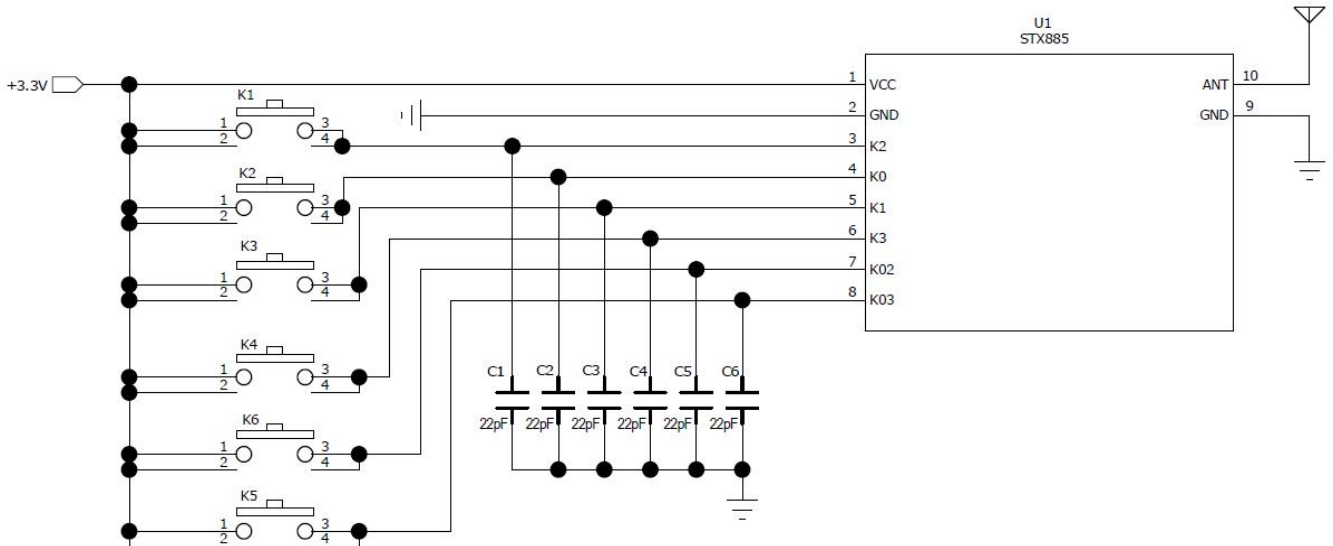 U1
STX885
+3.3V
1 VCC
ANT 10
K1
2 GND
GND 9
1 3
2 4
3 K2
K2
4 K0
1 3
2 4
5 K1
K3
6 K3
1 3
2 4
7 K02
8 K03
K4
1 3
2 4
C1 C2 C3 C4 C5 C6
22pF 22pF 22pF 22pF 22pF 22pF
K6
1 3
2 4
K5
1 3
2 4